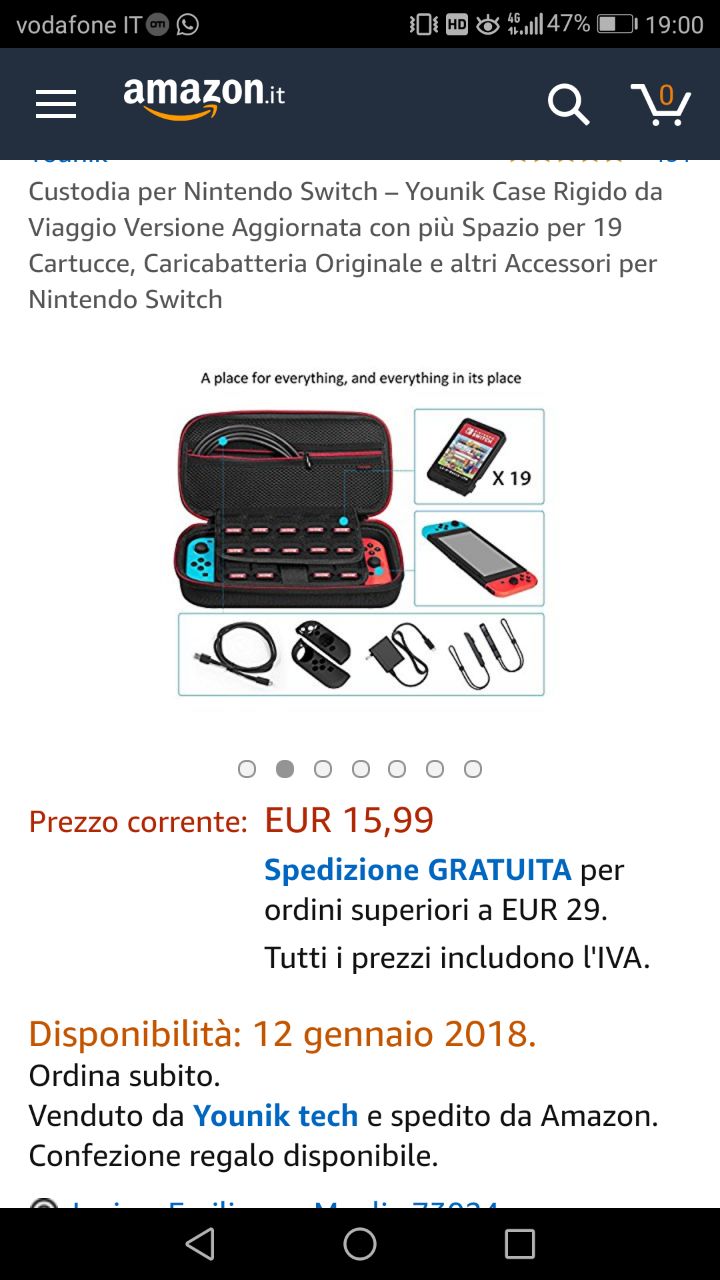 vodafone IT
HD 4G 47% 19:00
amazon.it
0
Custodia per Nintendo Switch – Younik Case Rigido da
Viaggio Versione Aggiornata con più Spazio per 19
Cartucce, Caricabatteria Originale e altri Accessori per
Nintendo Switch
A place for everything, and everything in its place
X 19
Prezzo corrente: EUR 15,99
Spedizione GRATUITA per
ordini superiori a EUR 29.
Tutti i prezzi includono l'IVA.
Disponibilità: 12 gennaio 2018.
Ordina subito.
Venduto da Younik tech e spedito da Amazon.
Confezione regalo disponibile.